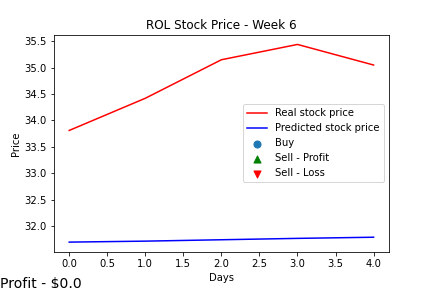 ROL Stock Price - Week 6
35.5
35.0
34.5
34.0
33.5
33.0
32.5
32.0
Price
Real stock price
Predicted stock price
Buy
Sell - Profit
Sell - Loss
0.0 0.5 1.0 1.5 2.0 2.5 3.0 3.5 4.0
Days
Profit - $0.0